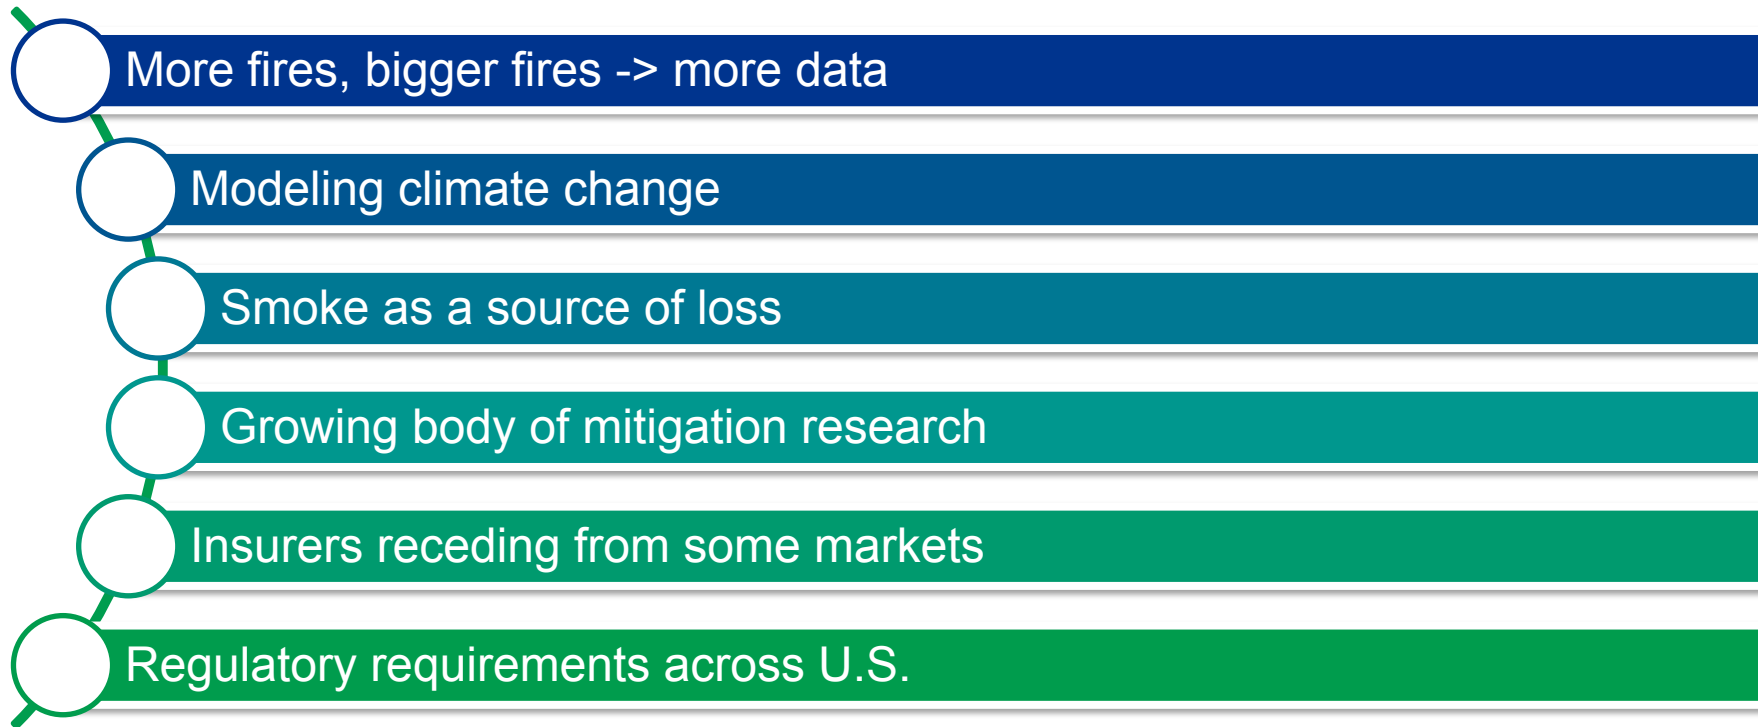 More fires, bigger fires -> more data
Modeling climate change
Smoke as a source of loss
Growing body of mitigation research
Insurers receding from some markets
Regulatory requirements across U.S.